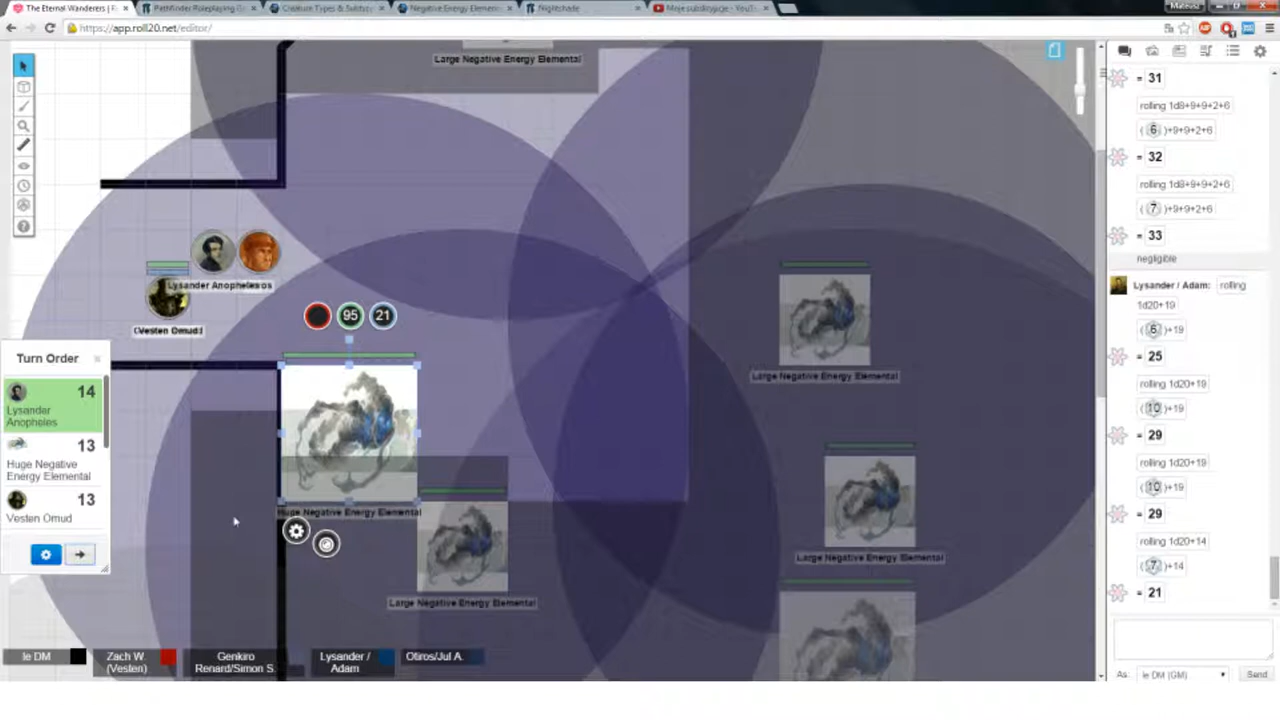 The Eternal Wanderers | R
Pathfinder Roleplaying G
Creature Types & Subtyp
Negative Energy Element
Nightshade
Moje subskrypcje - YouT
Mateusz
https://app.roll20.net/editor/
Large Negative Energy Elemental
Lysander Anopheles
(Vesten Omud)
95
21
Turn Order
14
Lysander
Anopheles
13
Huge Negative
Energy Elemental
13
Vesten Omud
Huge Negative Energy Elemental
Large Negative Energy Elemental
Large Negative Energy Elemental
Large Negative Energy Elemental
le DM
Zach W.
(Vesten)
Genkiro
Renard/Simon S.
Lysander /
Adam
Otiros/Jul A.
= 31
rolling 1d8+9+9+2+6
(6)+9+9+2+6
= 32
rolling 1d8+9+9+2+6
(7)+9+9+2+6
= 33
negligible
Lysander / Adam: rolling
1d20+19
(6)+19
= 25
rolling 1d20+19
(10)+19
= 29
rolling 1d20+19
(10)+19
= 29
rolling 1d20+14
(7)+14
= 21
As:
le DM (GM)
Send